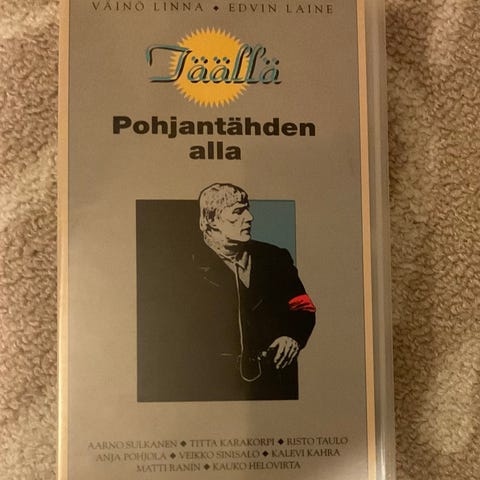 VÄINÖ LINNA ◆ EDVIN LAINE
Täällä
Pohjantähden
alla
AARNO SULKANEN ◆ TITTA KARAKORPI ◆ RISTO TAULO
ANJA POHJOLA ◆ VEIKKO SINISALO ◆ KALEVI KAHRA
MATTI RANIN ◆ KAUKO HELOVIRTA